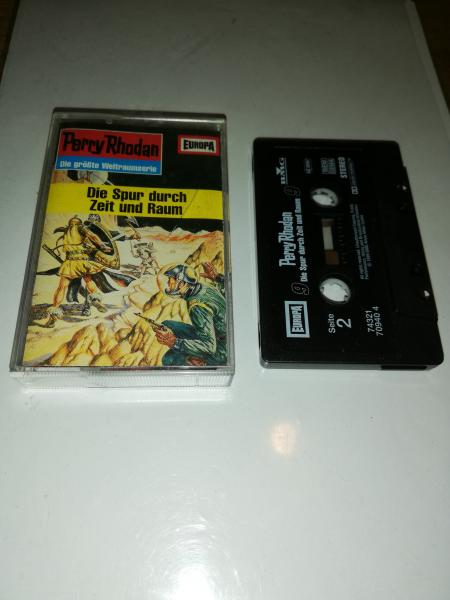 Perry Rhodan
EUROPA
Die größte Weltraumserie
Die Spur durch
Zeit und Raum
BMG
STEREO
Perry Rhodan
9 Die Spur durch Zeit und Raum 9
EUROPA
Seite
2
74321
70940 4